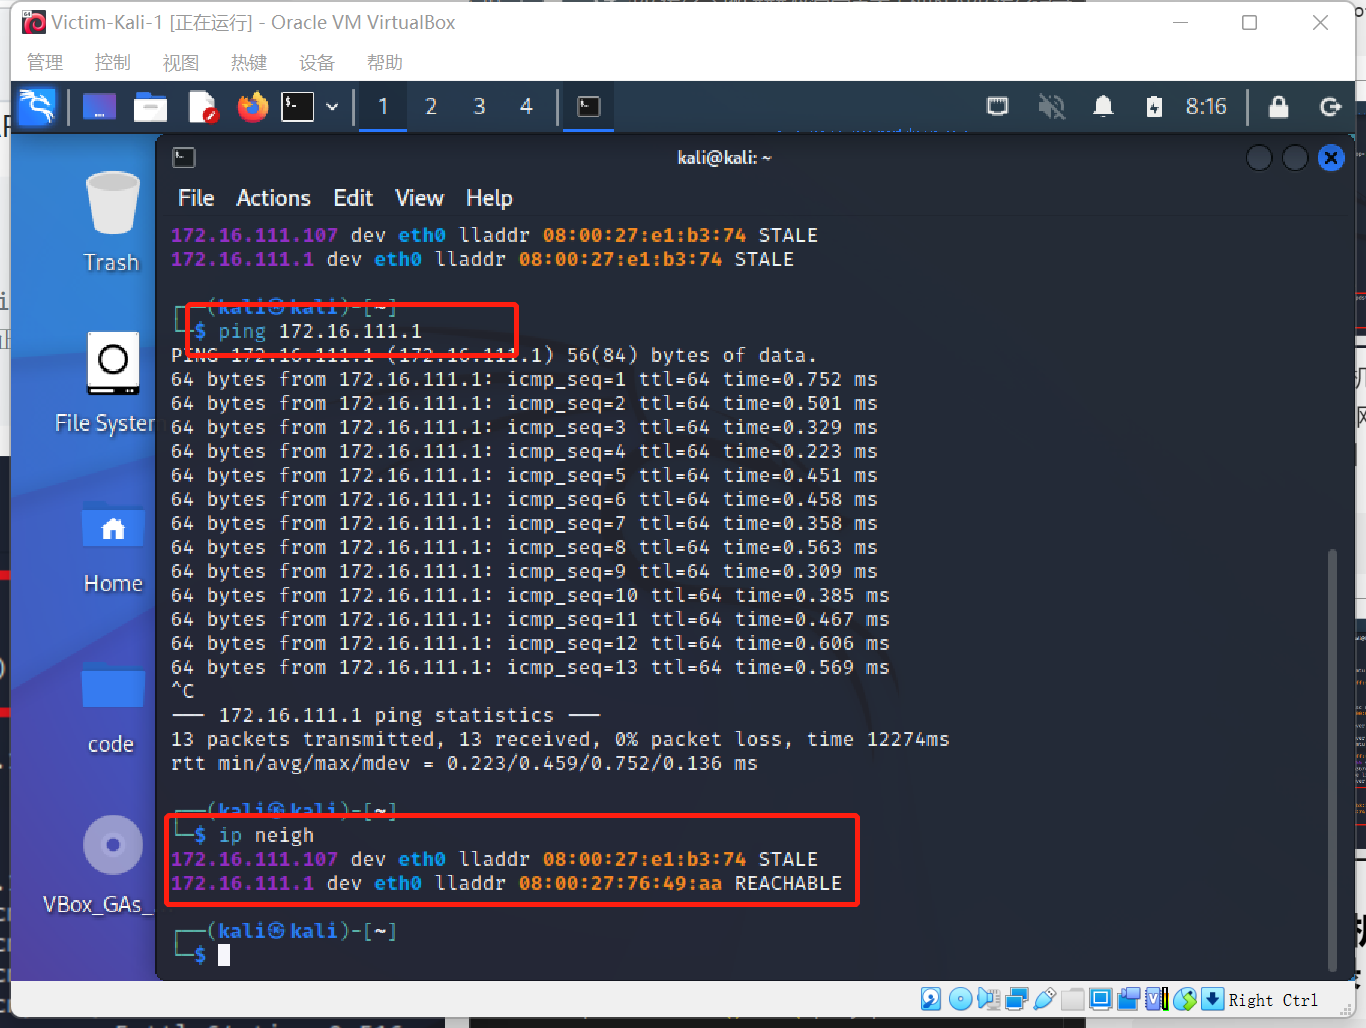 Victim-Kali-1 [正在运行] - Oracle VM VirtualBox
管理 控制 视图 热键 设备 帮助
1 2 3 4 8:16
kali@kali: ~
File Actions Edit View Help
Trash
File System
Home
code
VBox_GAs_
172.16.111.107 dev eth0 lladdr 08:00:27:e1:b3:74 STALE
172.16.111.1 dev eth0 lladdr 08:00:27:e1:b3:74 STALE
┌──(kali㉿kali)-[~]
└─$ ping 172.16.111.1
PING 172.16.111.1 (172.16.111.1) 56(84) bytes of data.
64 bytes from 172.16.111.1: icmp_seq=1 ttl=64 time=0.752 ms
64 bytes from 172.16.111.1: icmp_seq=2 ttl=64 time=0.501 ms
64 bytes from 172.16.111.1: icmp_seq=3 ttl=64 time=0.329 ms
64 bytes from 172.16.111.1: icmp_seq=4 ttl=64 time=0.223 ms
64 bytes from 172.16.111.1: icmp_seq=5 ttl=64 time=0.451 ms
64 bytes from 172.16.111.1: icmp_seq=6 ttl=64 time=0.458 ms
64 bytes from 172.16.111.1: icmp_seq=7 ttl=64 time=0.358 ms
64 bytes from 172.16.111.1: icmp_seq=8 ttl=64 time=0.563 ms
64 bytes from 172.16.111.1: icmp_seq=9 ttl=64 time=0.309 ms
64 bytes from 172.16.111.1: icmp_seq=10 ttl=64 time=0.385 ms
64 bytes from 172.16.111.1: icmp_seq=11 ttl=64 time=0.467 ms
64 bytes from 172.16.111.1: icmp_seq=12 ttl=64 time=0.606 ms
64 bytes from 172.16.111.1: icmp_seq=13 ttl=64 time=0.569 ms
^C
--- 172.16.111.1 ping statistics ---
13 packets transmitted, 13 received, 0% packet loss, time 12274ms
rtt min/avg/max/mdev = 0.223/0.459/0.752/0.136 ms
┌──(kali㉿kali)-[~]
└─$ ip neigh
172.16.111.107 dev eth0 lladdr 08:00:27:e1:b3:74 STALE
172.16.111.1 dev eth0 lladdr 08:00:27:76:49:aa REACHABLE
┌──(kali㉿kali)-[~]
└─$
Right Ctrl